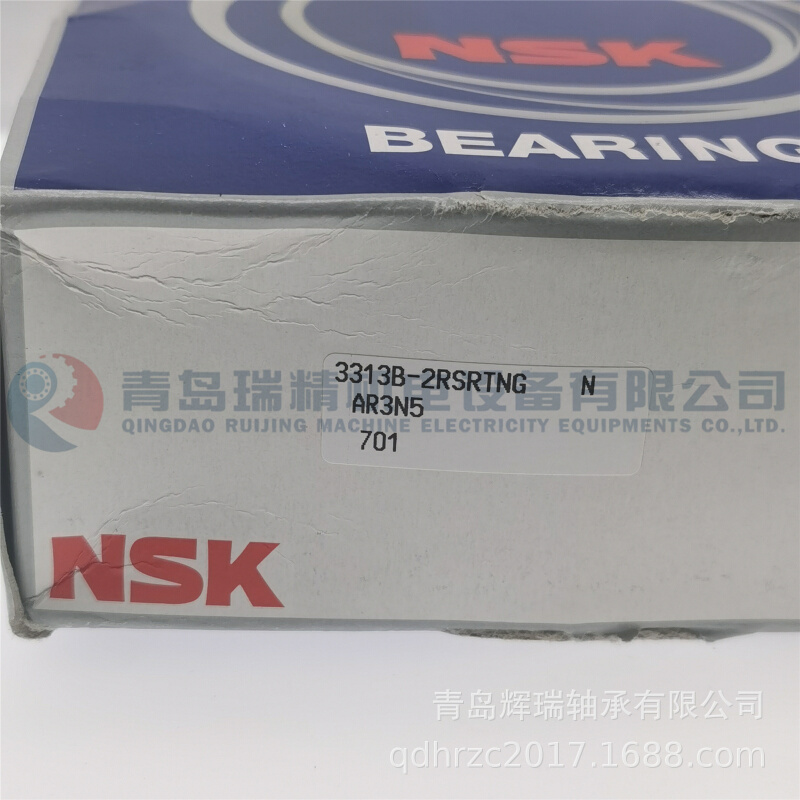 NSK
BEARING
3313B-2RSRTNG N
AR3N5
701
青岛瑞精机电设备有限公司
QINGDAO RUIJING MACHINE ELECTRICITY EQUIPMENTS CO.,LTD.
NSK
青岛辉瑞轴承有限公司
qdhrzc2017.1688.com